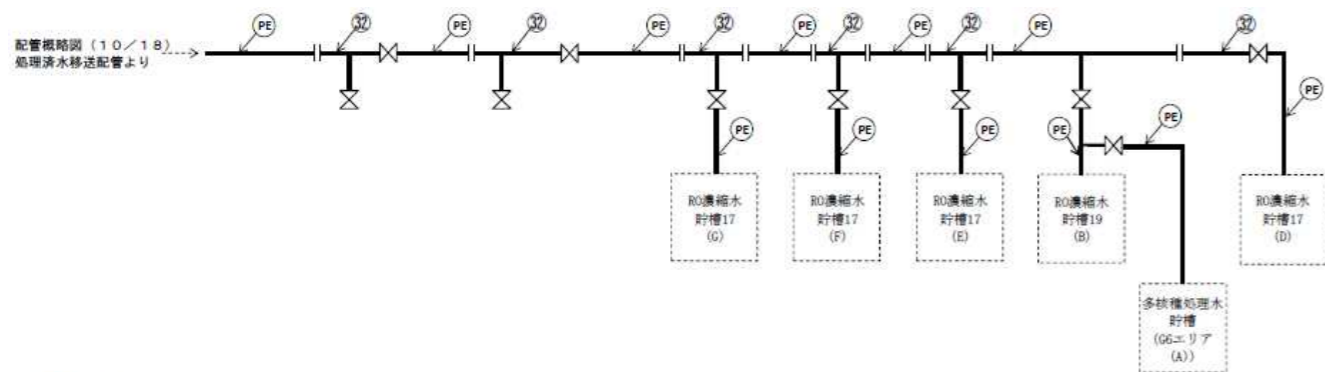 PE
㉜
PE
㉜
PE
㉜
PE
㉜
PE
㉜
PE
㉜
配管概略図（１０／１８）
処理済水移送配管より
PE
PE
PE
PE
PE
PE
RO濃縮水
貯槽17
(G)
RO濃縮水
貯槽17
(F)
RO濃縮水
貯槽17
(E)
RO濃縮水
貯槽19
(B)
RO濃縮水
貯槽17
(D)
多核種処理水
貯槽
(G6エリア
(A))